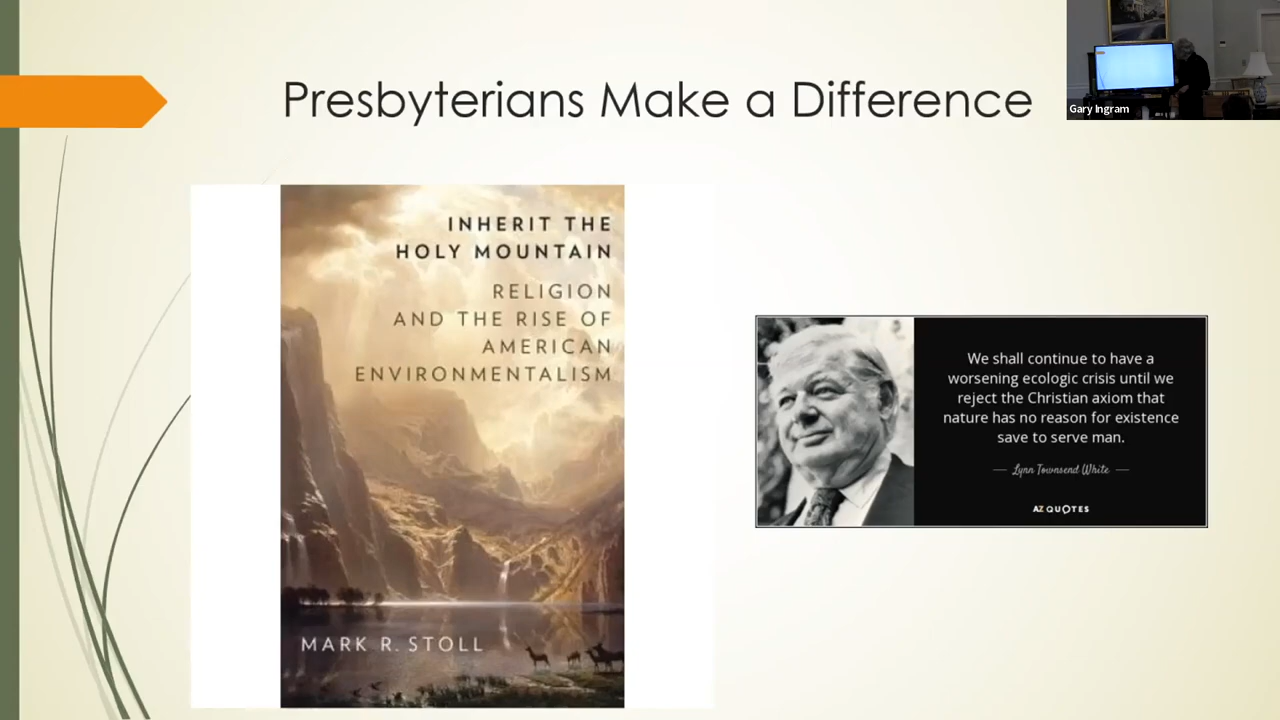 Presbyterians Make a Difference
Gary Ingram
INHERIT THE
HOLY MOUNTAIN
RELIGION
AND THE RISE OF
AMERICAN
ENVIRONMENTALISM
MARK R. STOLL
We shall continue to have a
worsening ecologic crisis until we
reject the Christian axiom that
nature has no reason for existence
save to serve man.
Lynn Townsend White
AZ QUOTES